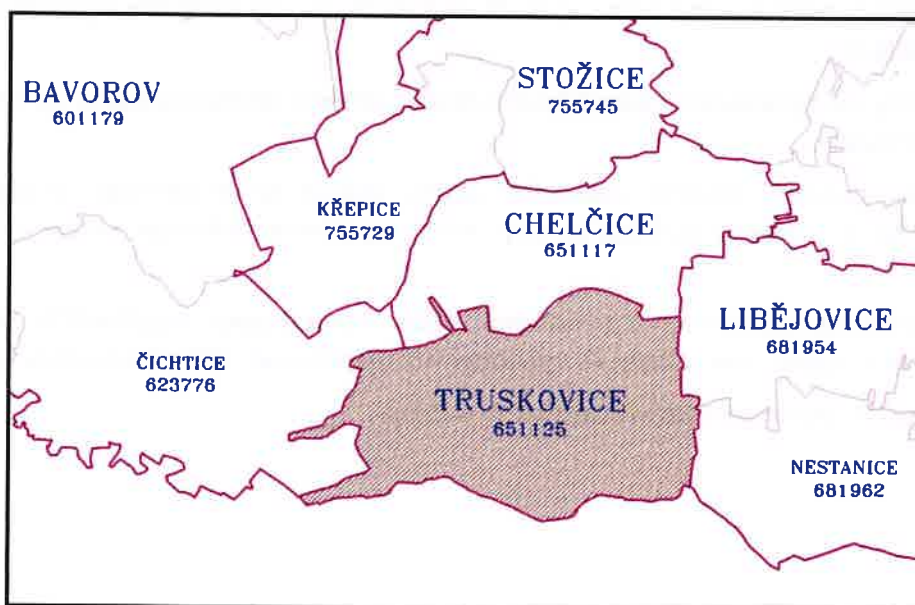 BAVOROV
601179
STOŽICE
755745
KŘEPICE
755729
CHELČICE
651117
LIBĚJOVICE
681954
ČICHTICE
623776
TRUSKOVICE
651125
NESTANICE
681962